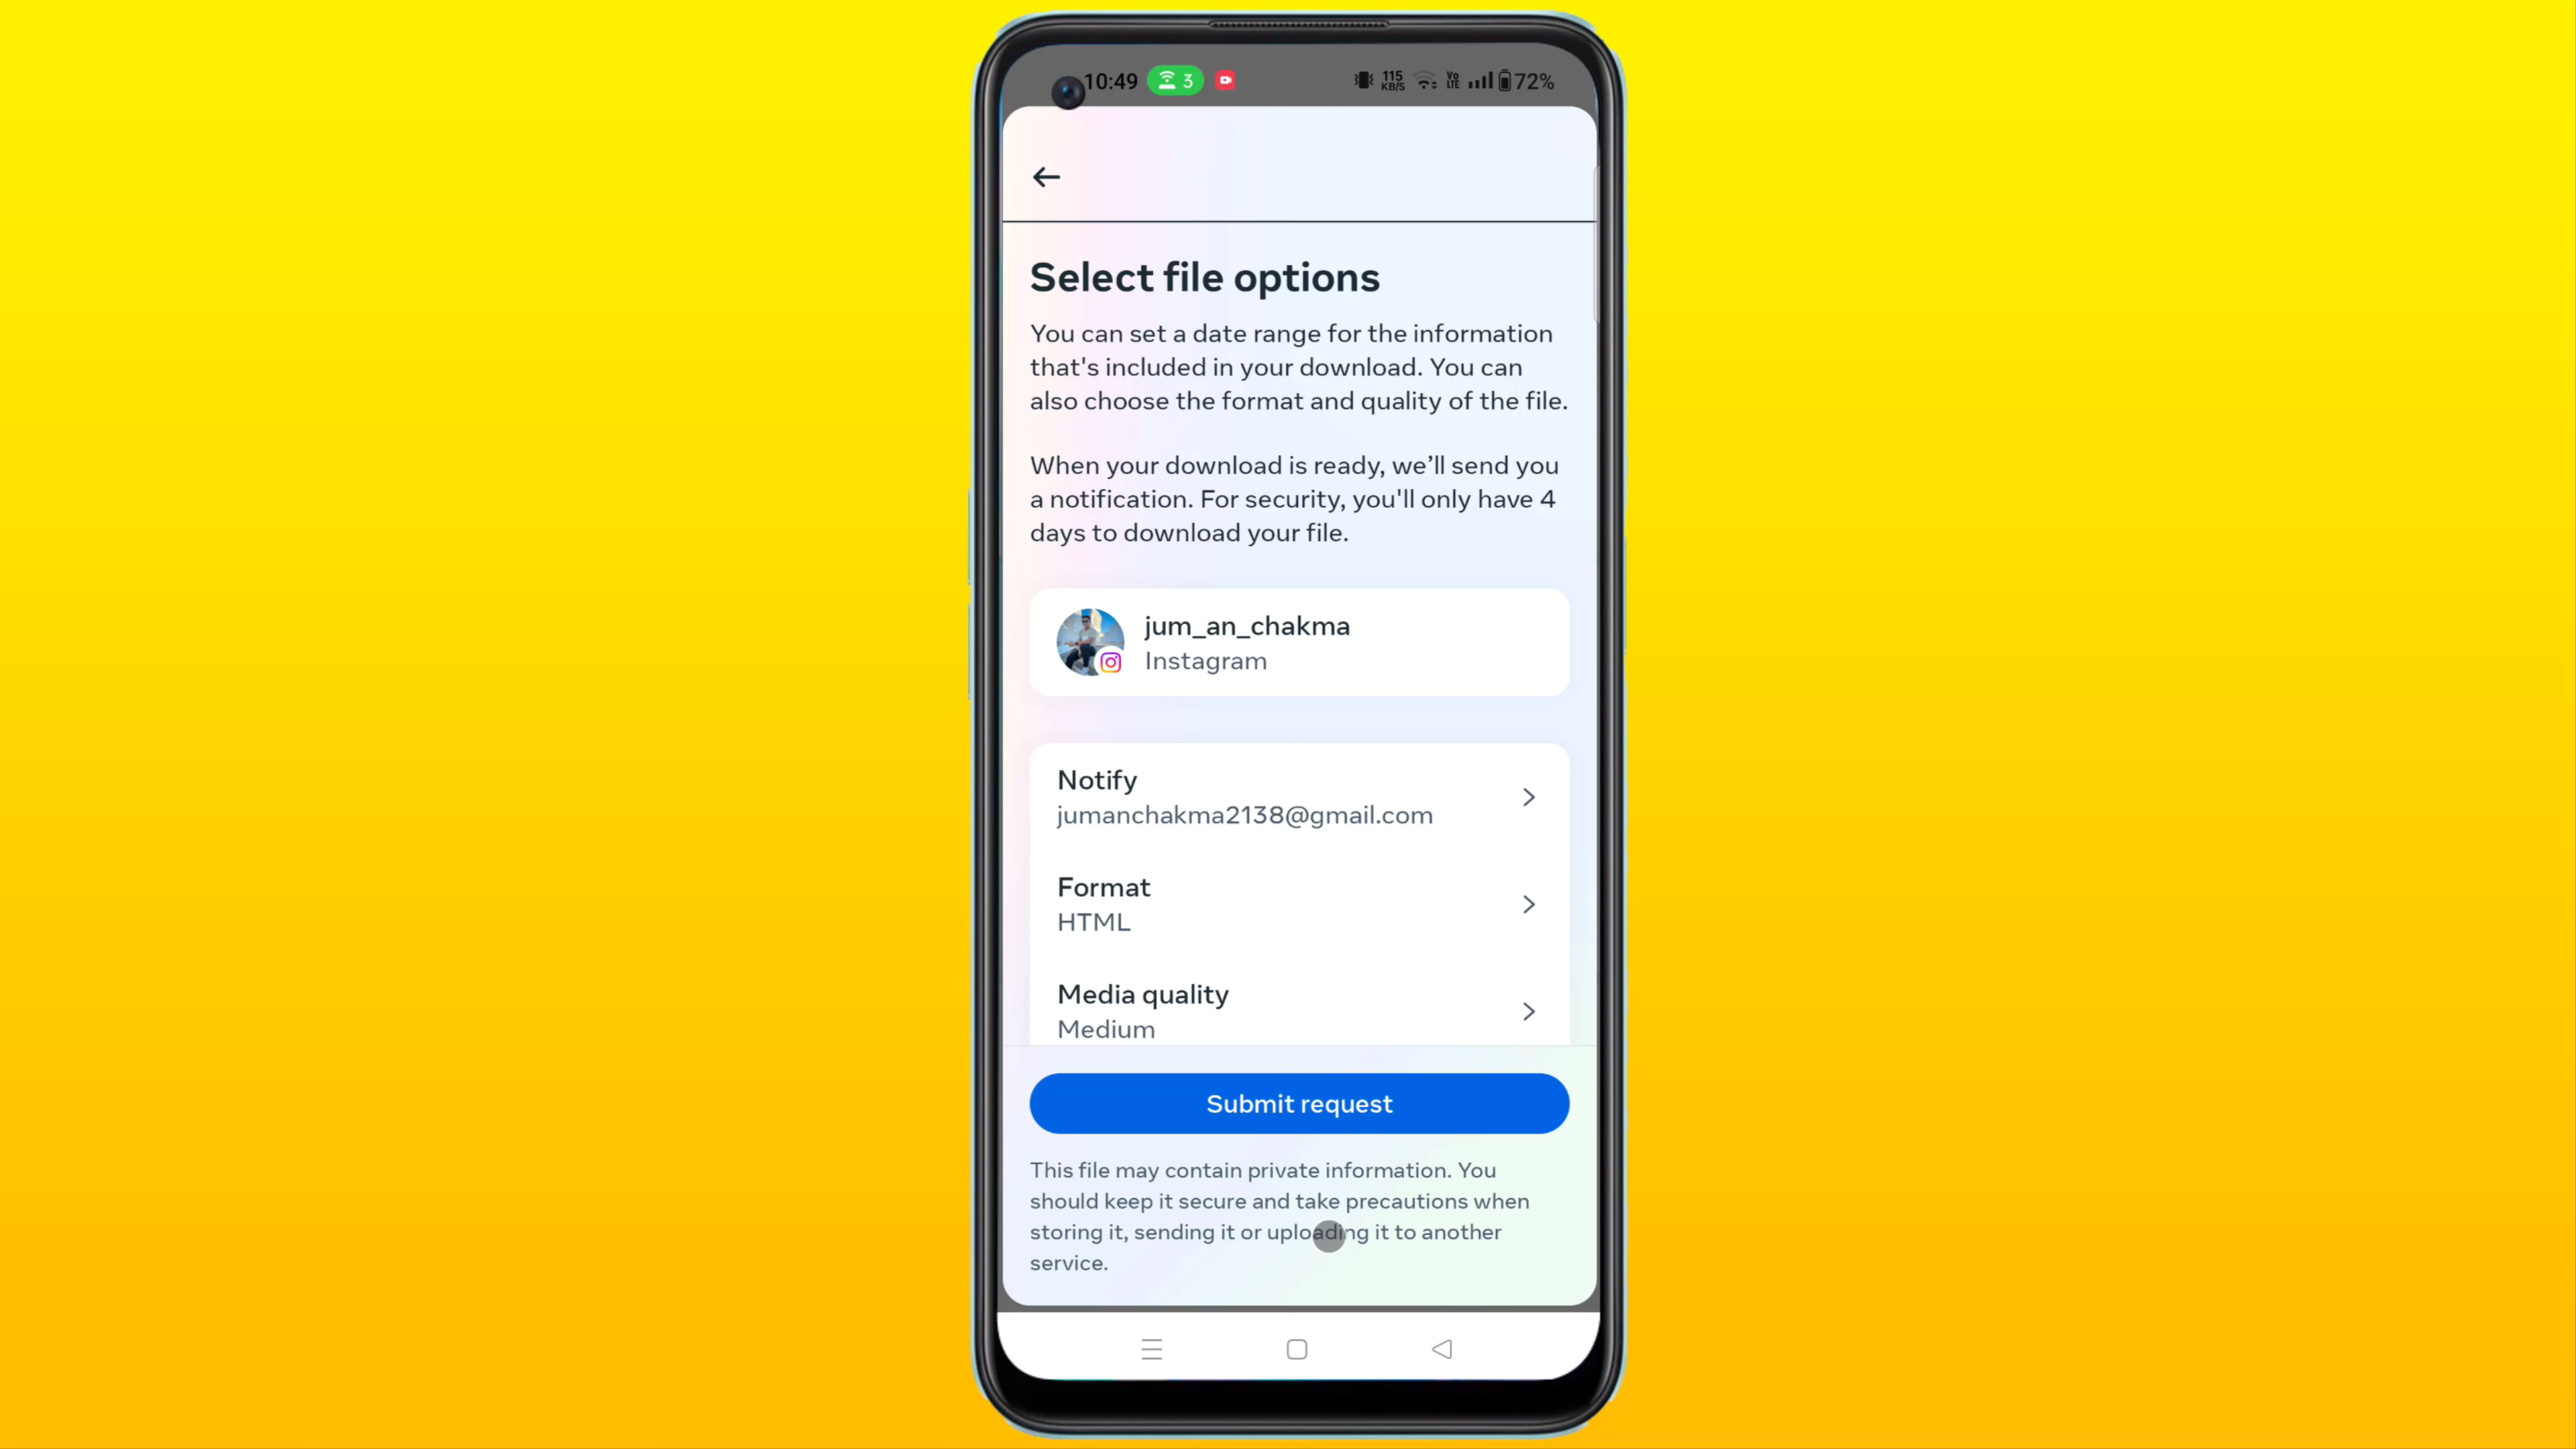 10:49 3 115 KB/S Vo LTE 72%
Select file options
You can set a date range for the information
that's included in your download. You can
also choose the format and quality of the file.
When your download is ready, we’ll send you
a notification. For security, you'll only have 4
days to download your file.
jum_an_chakma
Instagram
Notify
jumanchakma2138@gmail.com
Format
HTML
Media quality
Medium
Submit request
This file may contain private information. You
should keep it secure and take precautions when
storing it, sending it or uploading it to another
service.